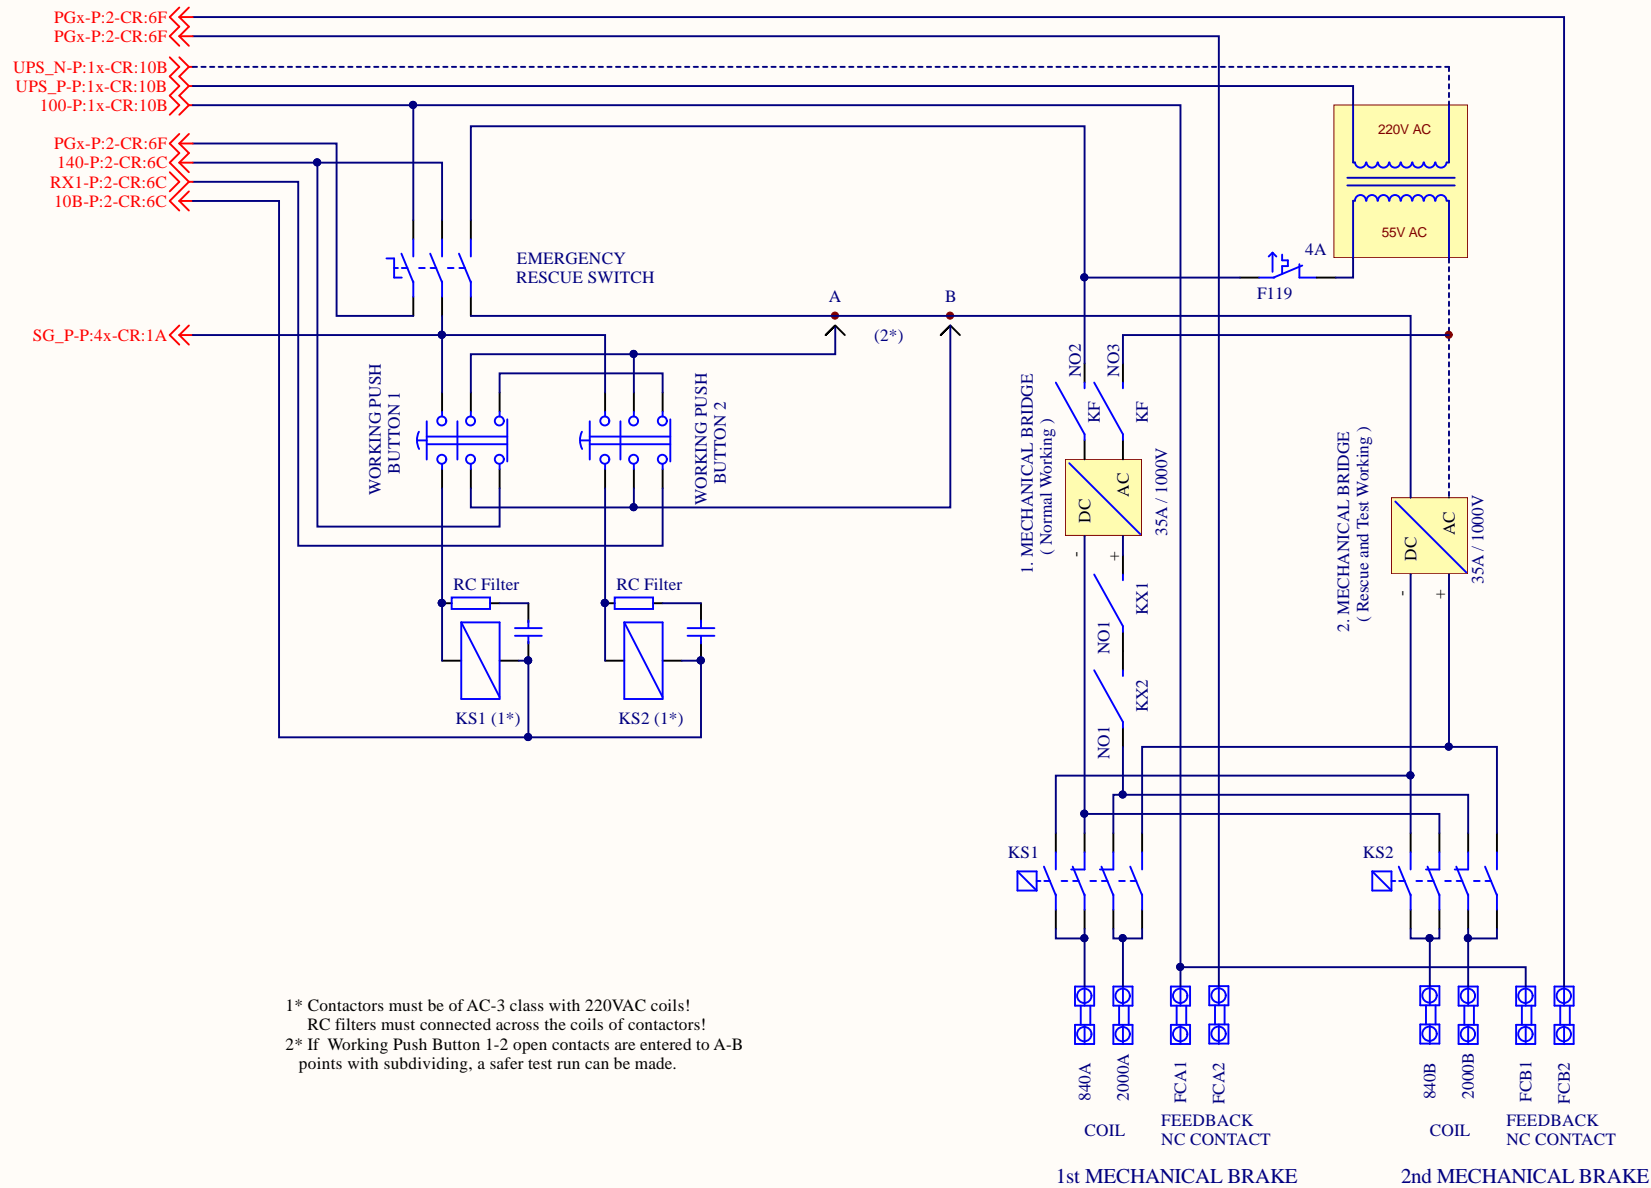 PGx-P:2-CR:6F
PGx-P:2-CR:6F
UPS_N-P:1x-CR:10B
UPS_P-P:1x-CR:10B
100-P:1x-CR:10B
PGx-P:2-CR:6F
140-P:2-CR:6C
RX1-P:2-CR:6C
10B-P:2-CR:6C
SG_P-P:4x-CR:1A
EMERGENCY
RESCUE SWITCH
220V AC
55V AC
4A
F119
A
B
(2*)
WORKING PUSH
BUTTON 1
WORKING PUSH
BUTTON 2
NO2
NO3
KF
KF
1. MECHANICAL BRIDGE
( Normal Working )
DC
AC
35A / 1000V
-
+
2. MECHANICAL BRIDGE
( Rescue and Test Working )
DC
AC
35A / 1000V
-
+
KX1
NO1
KX2
NO1
RC Filter
RC Filter
KS1 (1*)
KS2 (1*)
KS1
KS2
1* Contactors must be of AC-3 class with 220VAC coils!
RC filters must connected across the coils of contactors!
2* If Working Push Button 1-2 open contacts are entered to A-B
points with subdividing, a safer test run can be made.
840A
2000A
FCA1
FCA2
840B
2000B
FCB1
FCB2
COIL
FEEDBACK
NC CONTACT
COIL
FEEDBACK
NC CONTACT
1st MECHANICAL BRAKE
2nd MECHANICAL BRAKE